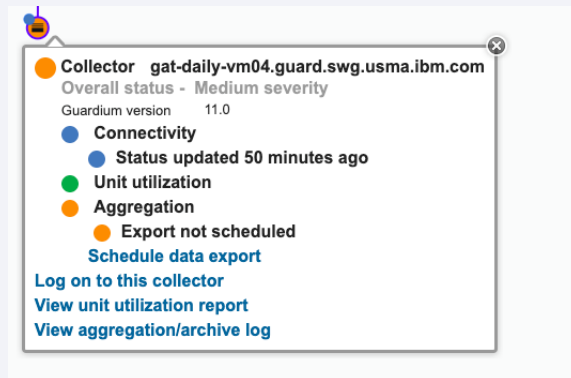 Collector gat-daily-vm04.guard.swg.usma.ibm.com
Overall status - Medium severity
Guardium version 11.0
Connectivity
Status updated 50 minutes ago
Unit utilization
Aggregation
Export not scheduled
Schedule data export
Log on to this collector
View unit utilization report
View aggregation/archive log